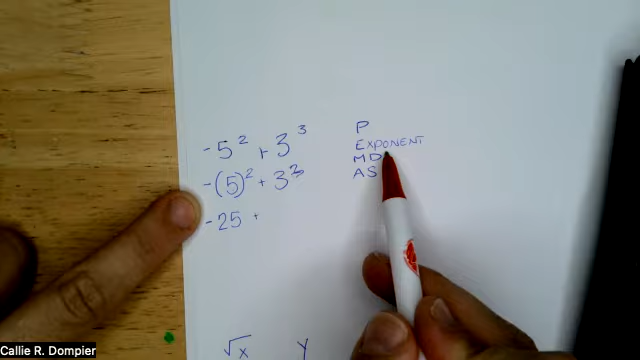 -5² + 3³
-(5)² + 3³
-25 +
P
EXPONENT
MD
AS
√x y
Callie R. Dompier